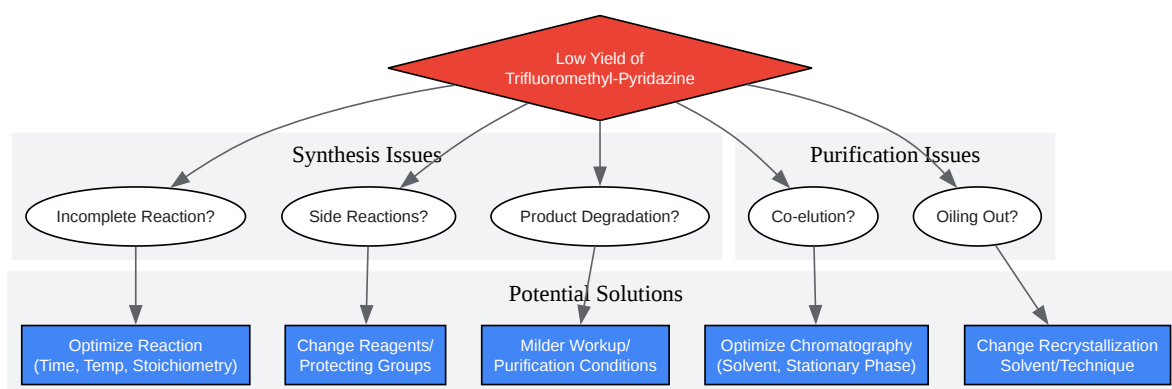 Low Yield of
Trifluoromethyl-Pyridazine
Synthesis Issues
Purification Issues
Incomplete Reaction?
Side Reactions?
Product Degradation?
Co-elution?
Oiling Out?
Potential Solutions
Optimize Reaction
(Time, Temp, Stoichiometry)
Change Reagents/
Protecting Groups
Milder Workup/
Purification Conditions
Optimize Chromatography
(Solvent, Stationary Phase)
Change Recrystallization
Solvent/Technique